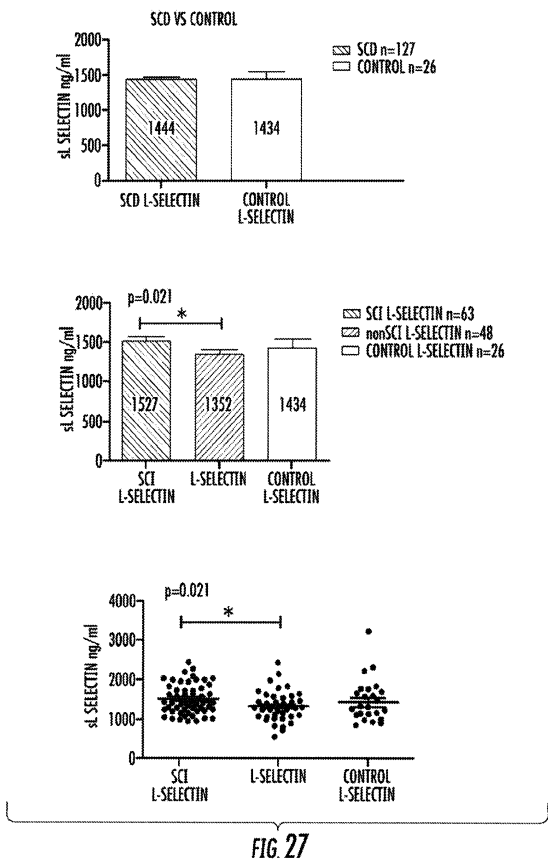 SCD VS CONTROL
sL SELECTIN ng/ml
2000
1500
1000
500
0
1444
1434
SCD L-SELECTIN
CONTROL
L-SELECTIN
SCD n=127
CONTROL n=26
sL SELECTIN ng/ml
2000
1500
1000
500
0
p=0.021
*
1527
1352
1434
SCI
L-SELECTIN
L-SELECTIN
CONTROL
L-SELECTIN
SCI L-SELECTIN n=63
nonSCI L-SELECTIN n=48
CONTROL L-SELECTIN n=26
sL SELECTIN ng/ml
4000
3000
2000
1000
0
p=0.021
*
SCI
L-SELECTIN
L-SELECTIN
CONTROL
L-SELECTIN
FIG. 27